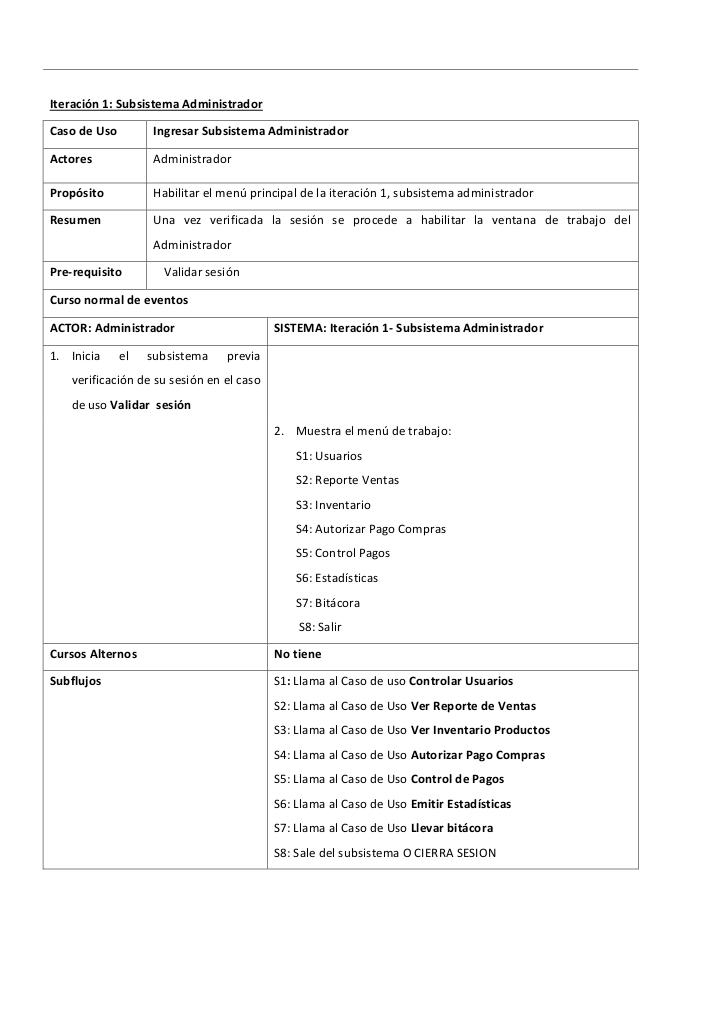 Iteración 1: Subsistema Administrador
Caso de Uso Ingresar Subsistema Administrador
Actores Administrador
Propósito Habilitar el menú principal de la iteración 1, subsistema administrador
Resumen Una vez verificada la sesión se procede a habilitar la ventana de trabajo del
Administrador
Pre-requisito Validar sesión
Curso normal de eventos
ACTOR: Administrador SISTEMA: Iteración 1- Subsistema Administrador
1. Inicia el subsistema previa
verificación de su sesión en el caso
de uso Validar sesión
2. Muestra el menú de trabajo:
S1: Usuarios
S2: Reporte Ventas
S3: Inventario
S4: Autorizar Pago Compras
S5: Control Pagos
S6: Estadísticas
S7: Bitácora
S8: Salir
Cursos Alternos No tiene
Subflujos S1: Llama al Caso de uso Controlar Usuarios
S2: Llama al Caso de Uso Ver Reporte de Ventas
S3: Llama al Caso de Uso Ver Inventario Productos
S4: Llama al Caso de Uso Autorizar Pago Compras
S5: Llama al Caso de Uso Control de Pagos
S6: Llama al Caso de Uso Emitir Estadísticas
S7: Llama al Caso de Uso Llevar bitácora
S8: Sale del subsistema O CIERRA SESION